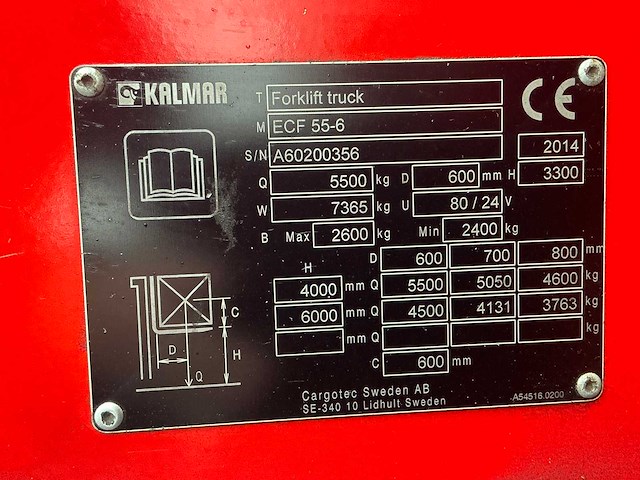 KALMAR
CE
T Forklift truck
M ECF 55-6
S/N A60200356 2014
Q 5500 kg D 600 mm H 3300
W 7365 kg U 80 / 24 V
B Max 2600 kg Min 2400 kg
H D 600 700 800 mm
4000 mm Q 5500 5050 4600 kg
6000 mm Q 4500 4131 3763 kg
mm Q kg
C 600 mm
C
D H
Q
Cargotec Sweden AB
SE-340 10 Lidhult Sweden A54516.0200